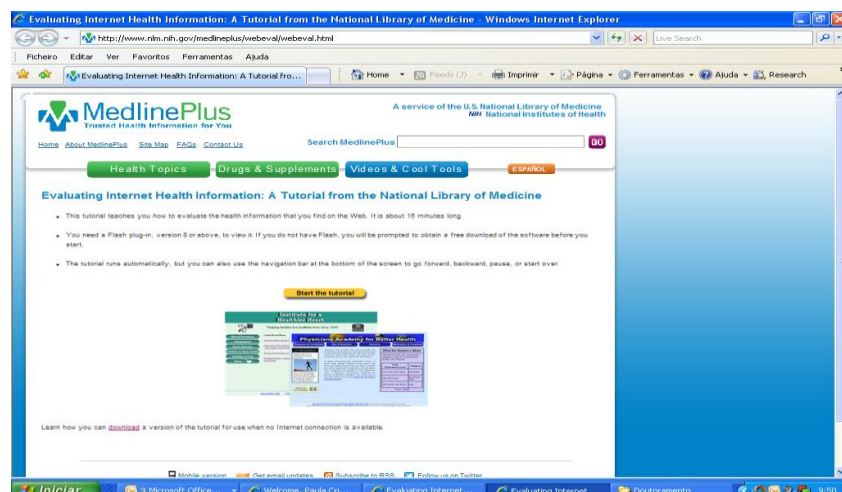 Evaluating Internet Health Information: A Tutorial from the National Library of Medicine - Windows Internet Explorer
http://www.nlm.nih.gov/medlineplus/webeval/webeval.html
Live Search
Ficheiro Editar Ver Favoritos Ferramentas Ajuda
Evaluating Internet Health Information: A Tutorial fro...
Home Feeds (J) Imprimir Página Ferramentas Ajuda Research
MedlinePlus
Trusted Health Information for You
A service of the U.S. National Library of Medicine
NIH National Institutes of Health
Home About MedlinePlus Site Map FAQs Contact Us
Search MedlinePlus
GO
Health Topics Drugs & Supplements Videos & Cool Tools
ESPAÑOL
Evaluating Internet Health Information: A Tutorial from the National Library of Medicine
This tutorial teaches you how to evaluate the health information that you find on the Web. It is about 16 minutes long.
You need a Flash plug-in, version 8 or above, to view it. If you do not have Flash, you will be prompted to obtain a free download of the software before you
start.
The tutorial runs automatically, but you can also use the navigation bar at the bottom of the screen to go forward, backward, pause, or start over.
Start the tutorial
Institute for a
Healthier Heart
Physicians Academy for Better Health
Learn how you can download a version of the tutorial for use when no Internet connection is available.
Mobile version Get email updates Subscribe to RSS Follow us on Twitter
Iniciar 3 Microsoft Office... Welcome, Paula Cri... Evaluating Internet... Evaluating Internet... Doutoramento 9:50